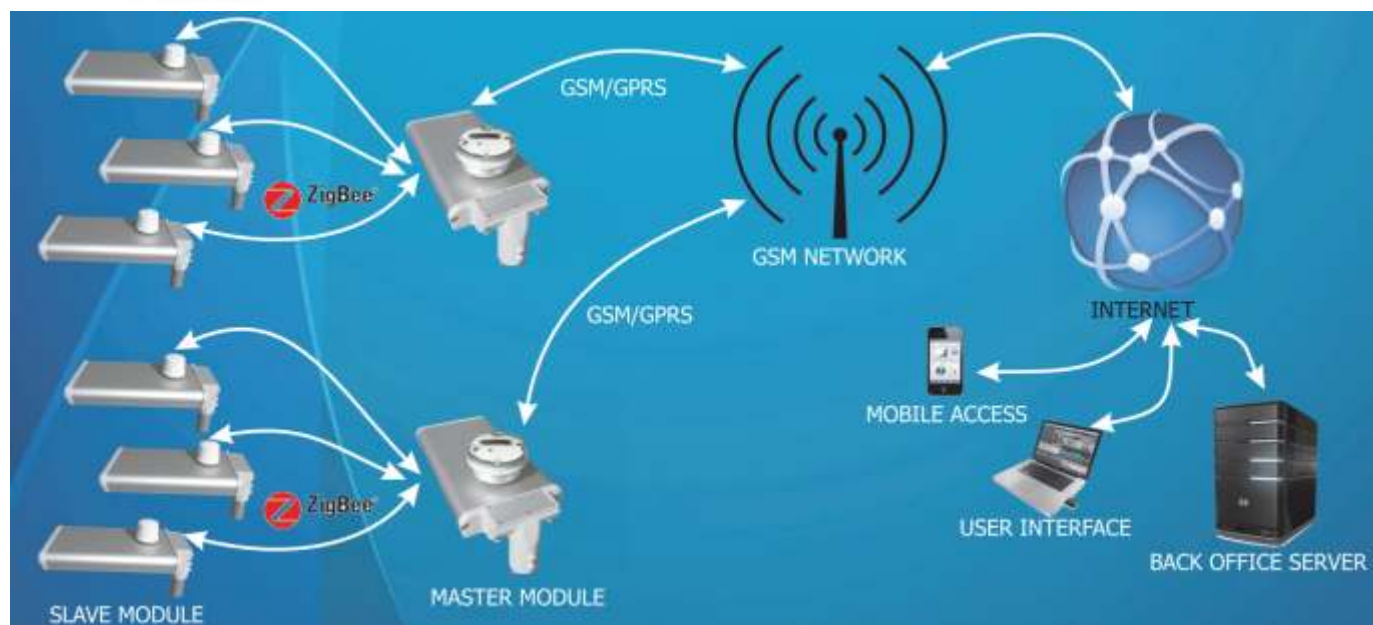 GSM/GPRS
ZigBee
GSM NETWORK
INTERNET
GSM/GPRS
MOBILE ACCESS
ZigBee
USER INTERFACE
BACK OFFICE SERVER
MASTER MODULE
SLAVE MODULE